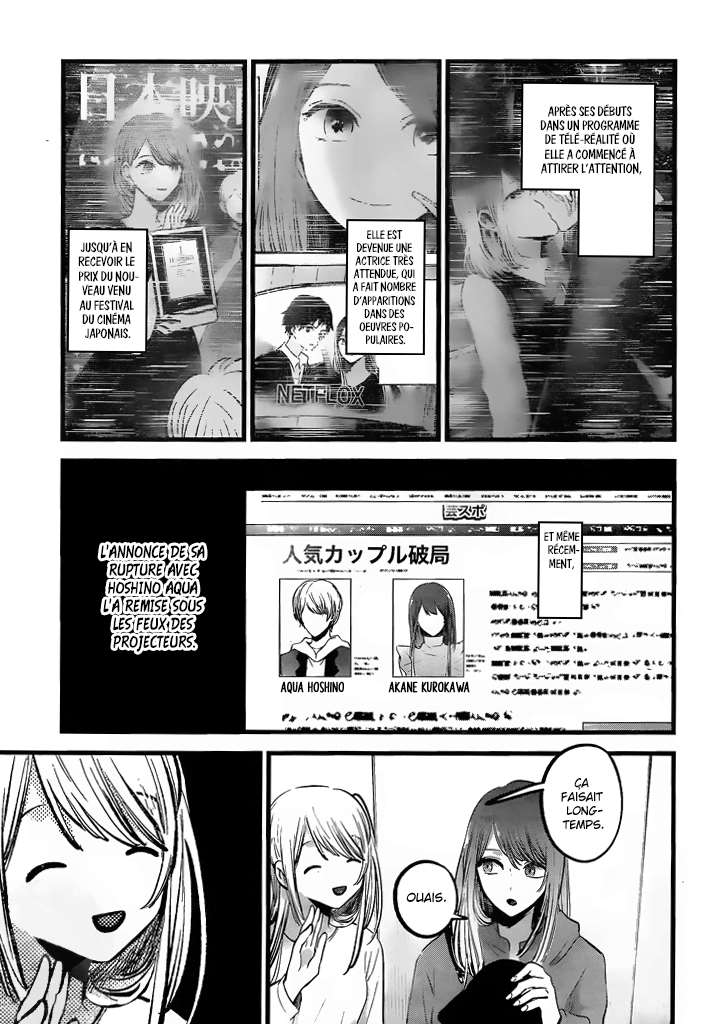 APRÈS SES DÉBUTS
DANS UN PROGRAMME
DE TÉLÉ-RÉALITÉ OÙ
ELLE A COMMENCÉ À
ATTIRER L'ATTENTION,
ELLE EST
DEVENUE UNE
ACTRICE TRÈS
ATTENDUE, QUI
A FAIT NOMBRE
D'APPARITIONS
DANS DES
OEUVRES PO-
PULAIRES.
NETFLOX
日本映画
JUSQU'À EN
RECEVOIR LE
PRIX DU NOU-
VEAU VENU
AU FESTIVAL
DU CINÉMA
JAPONAIS.
ET MÊME
RÉCEM-
MENT,
芸スポ
人気カップル破局
AQUA HOSHINO
AKANE KUROKAWA
L'ANNONCE DE SA
RUPTURE AVEC
HOSHINO AQUA
L'A REMISE SOUS
LES FEUX DES
PROJECTEURS.
ÇA
FAISAIT
LONG-
TEMPS.
OUAIS.